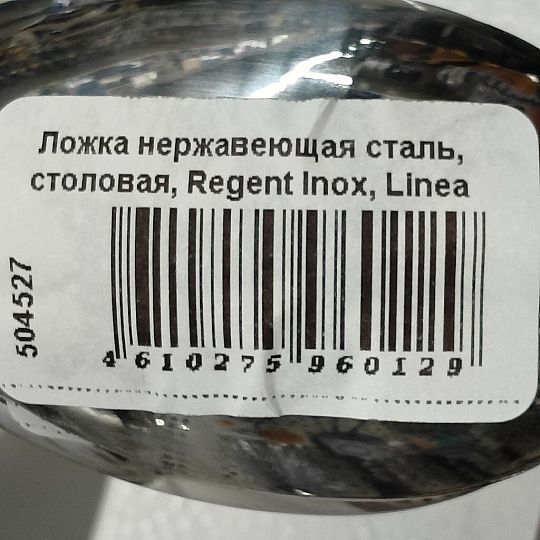 Ложка нержавеющая сталь,
столовая, Regent Inox, Linea
504527
4 610275 960129